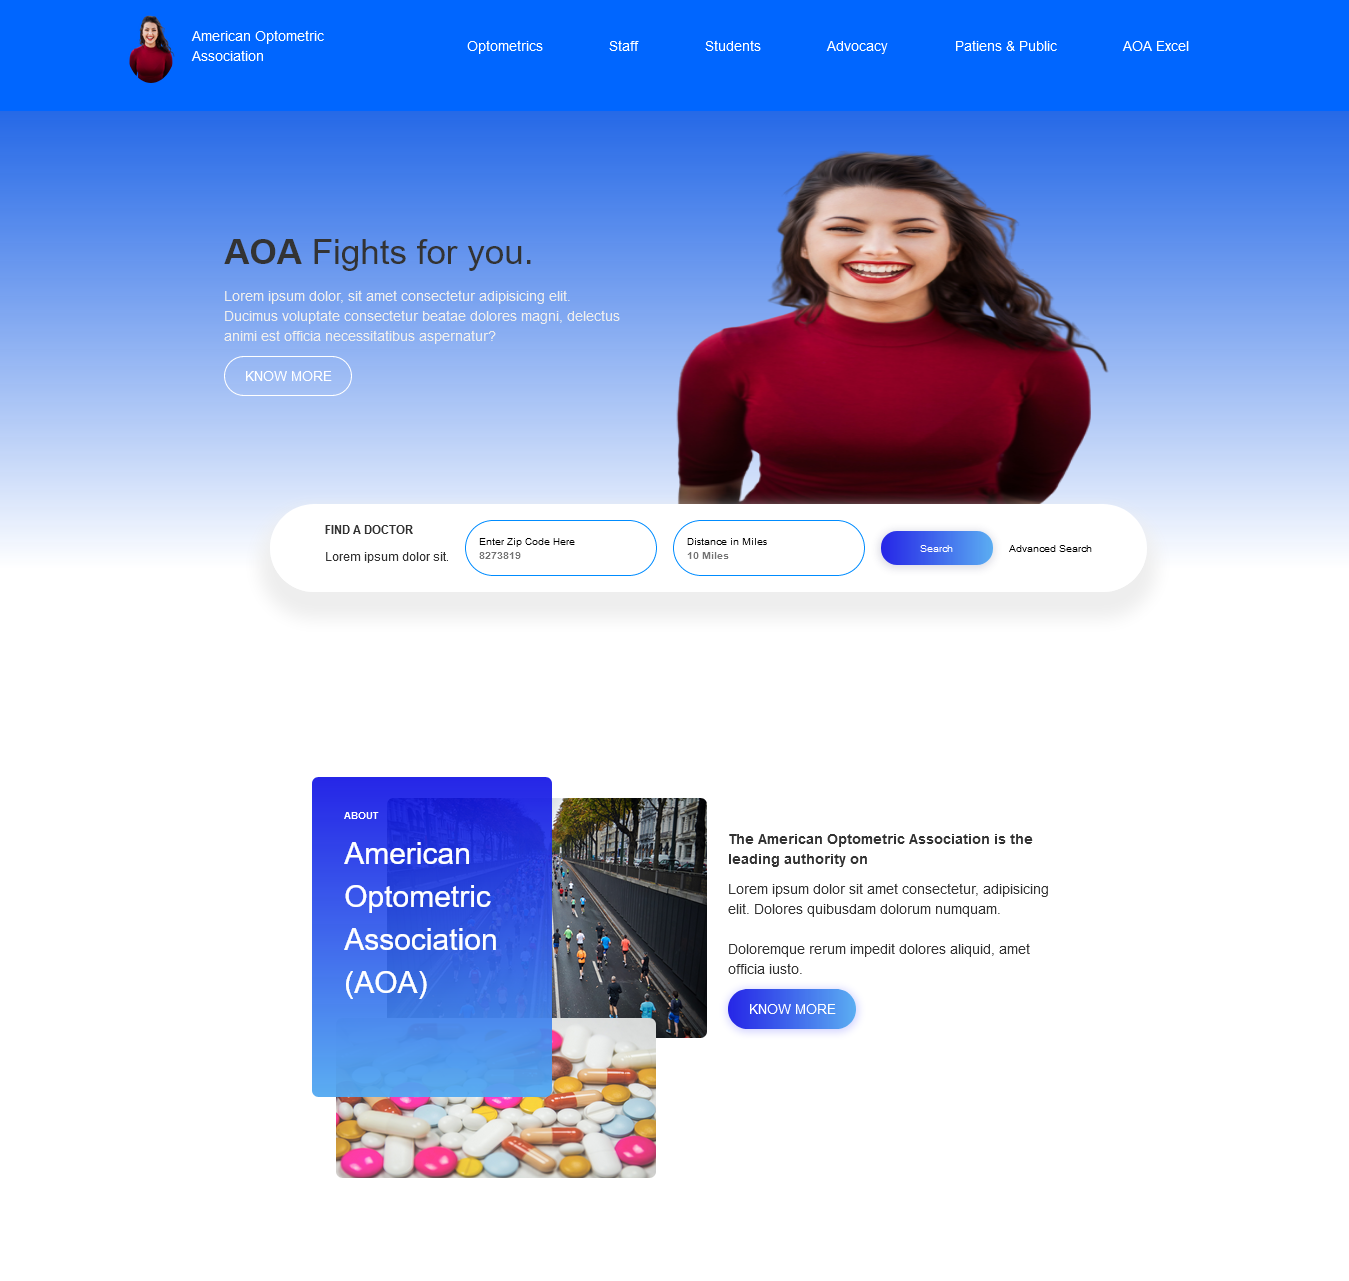 American Optometric
Association
Optometrics
Staff
Students
Advocacy
Patiens & Public
AOA Excel
AOA Fights for you.
Lorem ipsum dolor, sit amet consectetur adipisicing elit.
Ducimus voluptate consectetur beatae dolores magni, delectus
animi est officia necessitatibus aspernatur?
KNOW MORE
FIND A DOCTOR
Lorem ipsum dolor sit.
Enter Zip Code Here
8273819
Distance in Miles
10 Miles
Search
Advanced Search
ABOUT
American
Optometric
Association
(AOA)
The American Optometric Association is the
leading authority on
Lorem ipsum dolor sit amet consectetur, adipisicing
elit. Dolores quibusdam dolorum numquam.
Doloremque rerum impedit dolores aliquid, amet
officia iusto.
KNOW MORE